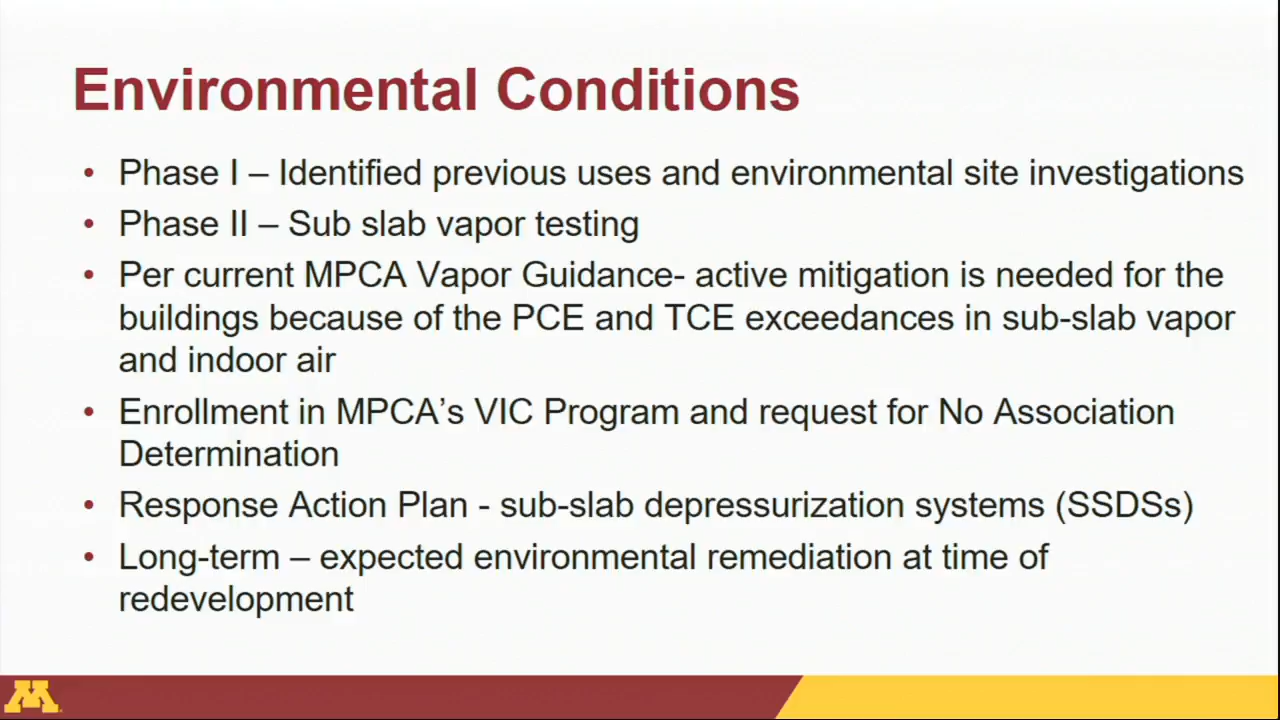 Environmental Conditions
• Phase I – Identified previous uses and environmental site investigations
• Phase II – Sub slab vapor testing
• Per current MPCA Vapor Guidance- active mitigation is needed for the
buildings because of the PCE and TCE exceedances in sub-slab vapor
and indoor air
• Enrollment in MPCA’s VIC Program and request for No Association
Determination
• Response Action Plan - sub-slab depressurization systems (SSDSs)
• Long-term – expected environmental remediation at time of
redevelopment
M